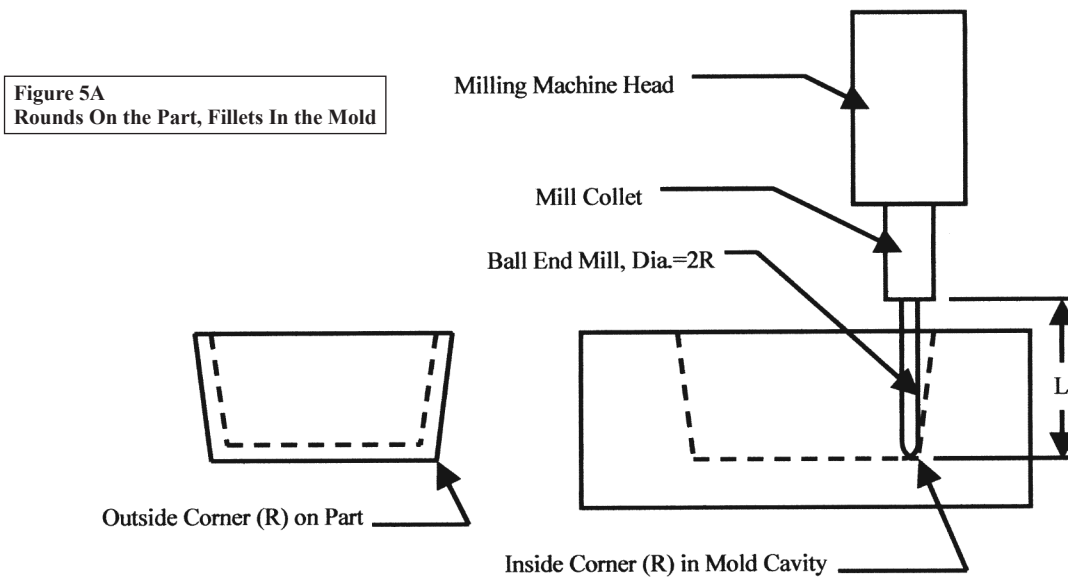 Figure 5A
Rounds On the Part, Fillets In the Mold
Milling Machine Head
Mill Collet
Ball End Mill, Dia.=2R
L
Outside Corner (R) on Part
Inside Corner (R) in Mold Cavity